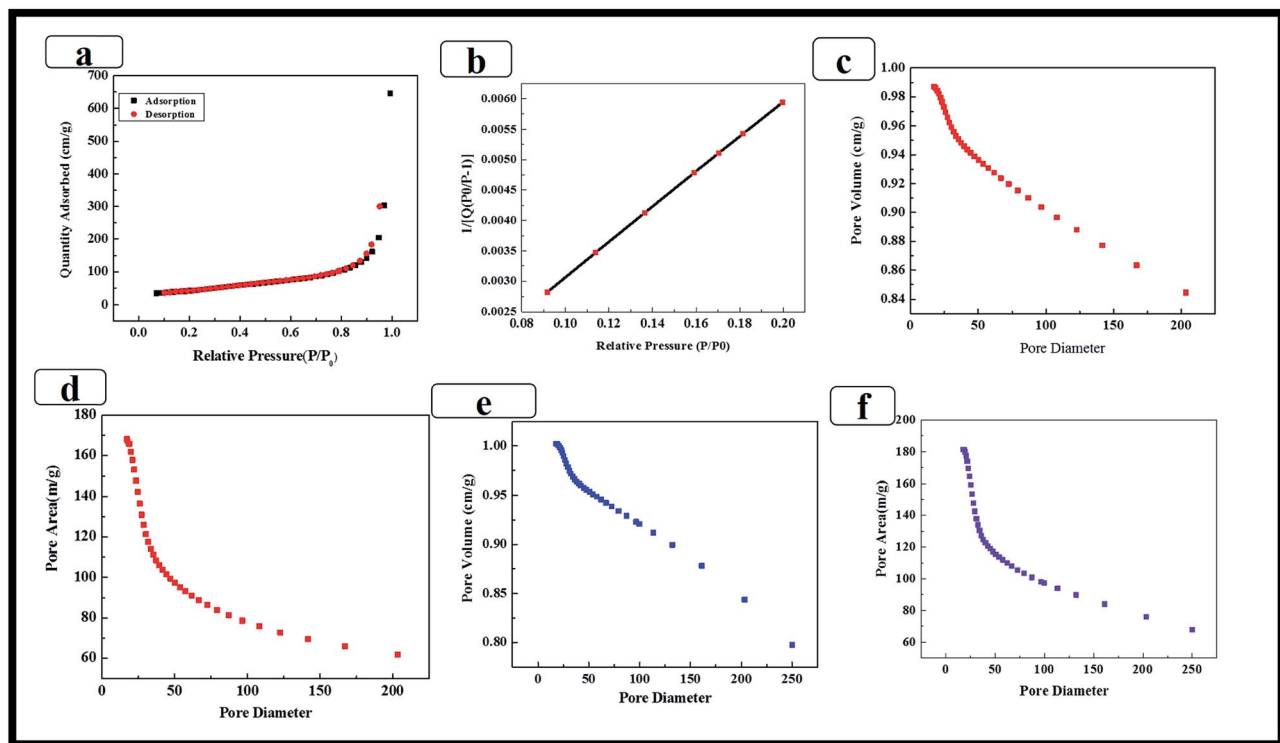 a
700
600
500
400
300
200
100
0
0.0 0.2 0.4 0.6 0.8 1.0
Quantity Adsorbed (cm/g)
Relative Pressure(P/P0)
Adsorption
Desorption
b
0.0060
0.0055
0.0050
0.0045
0.0040
0.0035
0.0030
0.0025
0.08 0.10 0.12 0.14 0.16 0.18 0.20
1/[Q(P0/P-1)]
Relative Pressure (P/P0)
c
1.00
0.98
0.96
0.94
0.92
0.90
0.88
0.86
0.84
0 50 100 150 200
Pore Volume (cm/g)
Pore Diameter
d
180
160
140
120
100
80
60
0 50 100 150 200
Pore Area(m/g)
Pore Diameter
e
1.00
0.95
0.90
0.85
0.80
0 50 100 150 200 250
Pore Volume (cm/g)
Pore Diameter
f
200
180
160
140
120
100
80
60
0 50 100 150 200 250
Pore Area(m/g)
Pore Diameter